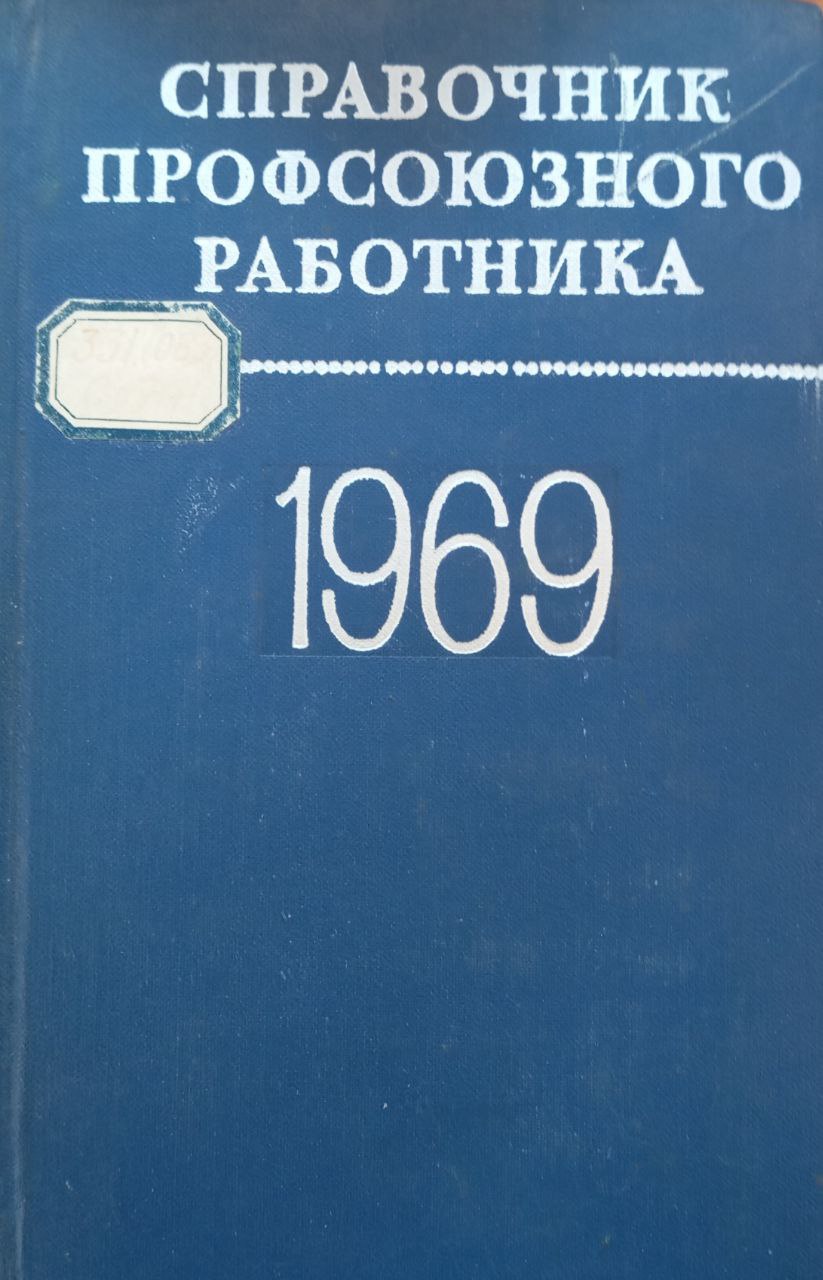 СПРАВОЧНИК
ПРОФСОЮЗНОГО
РАБОТНИКА
1969